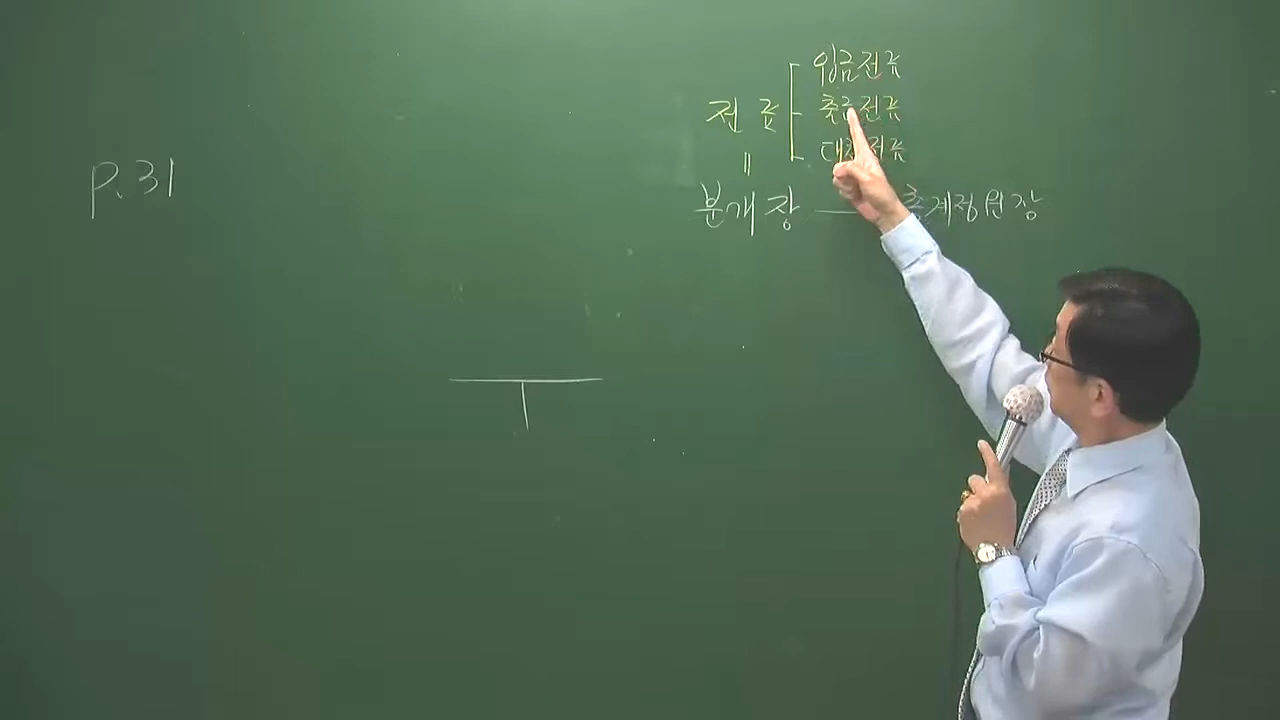 p. 31
입금전표
전표
출금전표
대체전표
〃
분개장 — 총계정원장